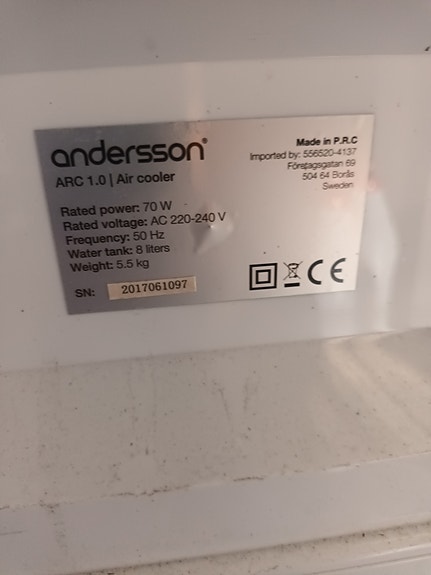 andersson®
ARC 1.0 | Air cooler
Rated power: 70 W
Rated voltage: AC 220-240 V
Frequency: 50 Hz
Water tank: 8 liters
Weight: 5.5 kg
SN: 2017061097
Made in P.R.C
Imported by: 556520-4137
Företagsgatan 69
504 64 Borås
Sweden
CE